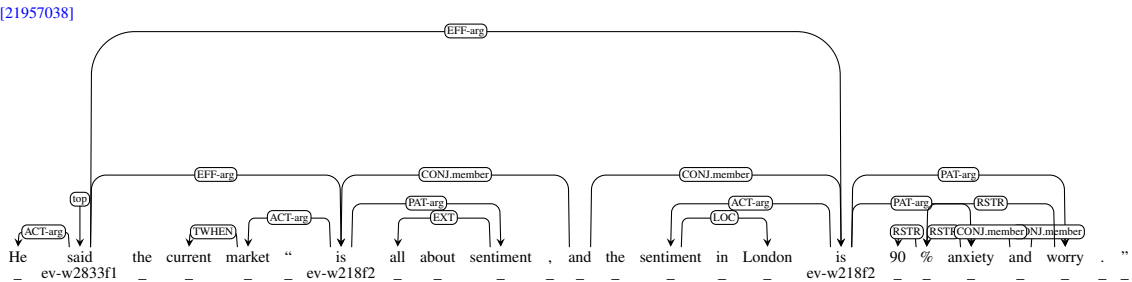 [21957038]
EFF-arg
EFF-arg CONJ.member CONJ.member PAT-arg
top PAT-arg ACT-arg PAT-arg RSTR
ACT-arg TWHEN ACT-arg EXT LOC RSTR RSTR CONJ.member CONJ.member
He said the current market “ is all about sentiment , and the sentiment in London is 90 % anxiety and worry . ”
_ ev-w2833f1 _ _ _ _ ev-w218f2 _ _ _ _ _ _ _ _ _ ev-w218f2 _ _ _ _ _ _ _